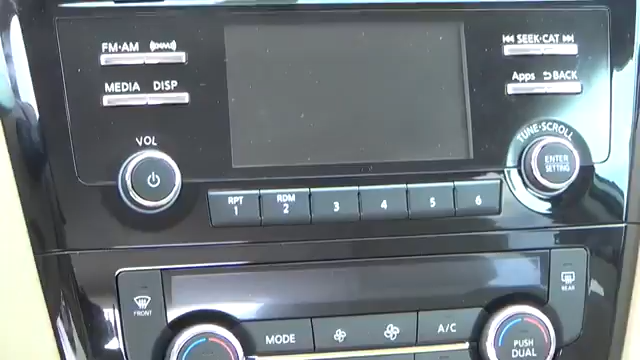 FM·AM
SEEK·CAT
MEDIA DISP
Apps BACK
VOL
TUNE·SCROLL
ENTER
SETTING
RPT
1
RDM
2
3
4
5
6
FRONT
REAR
MODE
A/C
PUSH
DUAL